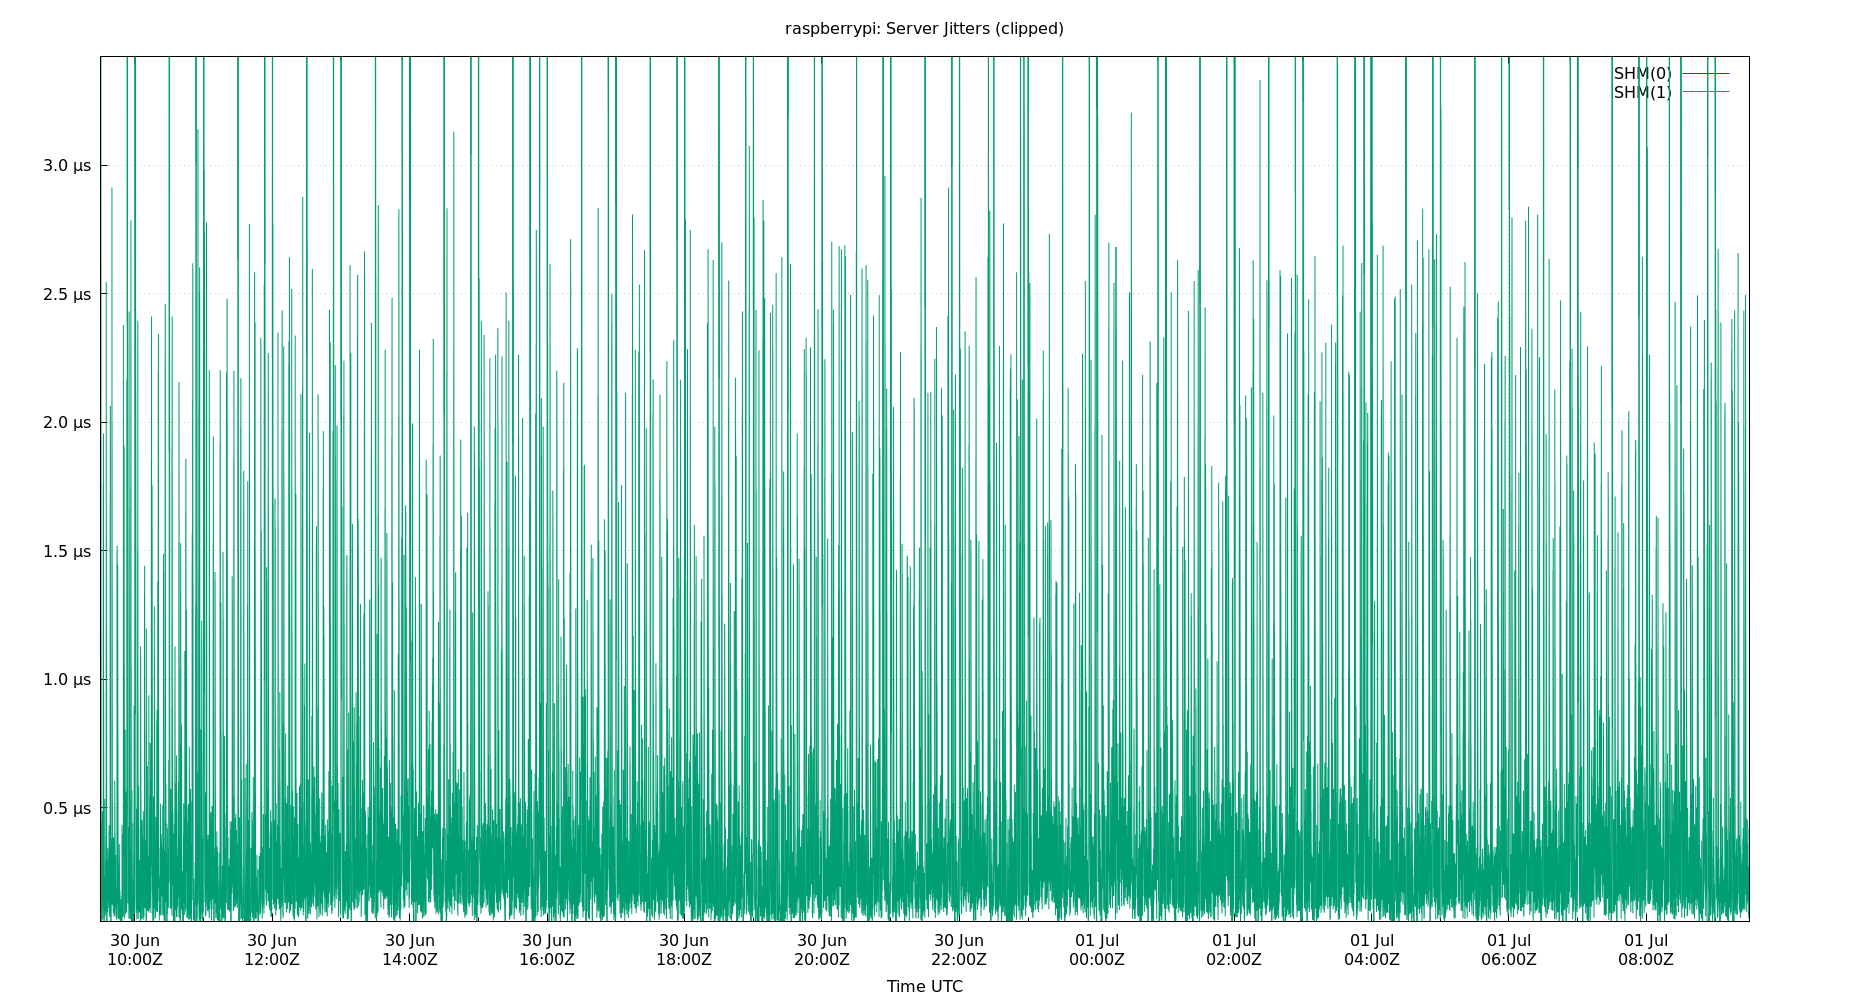 raspberrypi: Server Jitters (clipped)
SHM(0)
SHM(1)
3.0 µs
2.5 µs
2.0 µs
1.5 µs
1.0 µs
0.5 µs
30 Jun 30 Jun 30 Jun 30 Jun 30 Jun 30 Jun 30 Jun 01 Jul 01 Jul 01 Jul 01 Jul 01 Jul
10:00Z 12:00Z 14:00Z 16:00Z 18:00Z 20:00Z 22:00Z 00:00Z 02:00Z 04:00Z 06:00Z 08:00Z
Time UTC